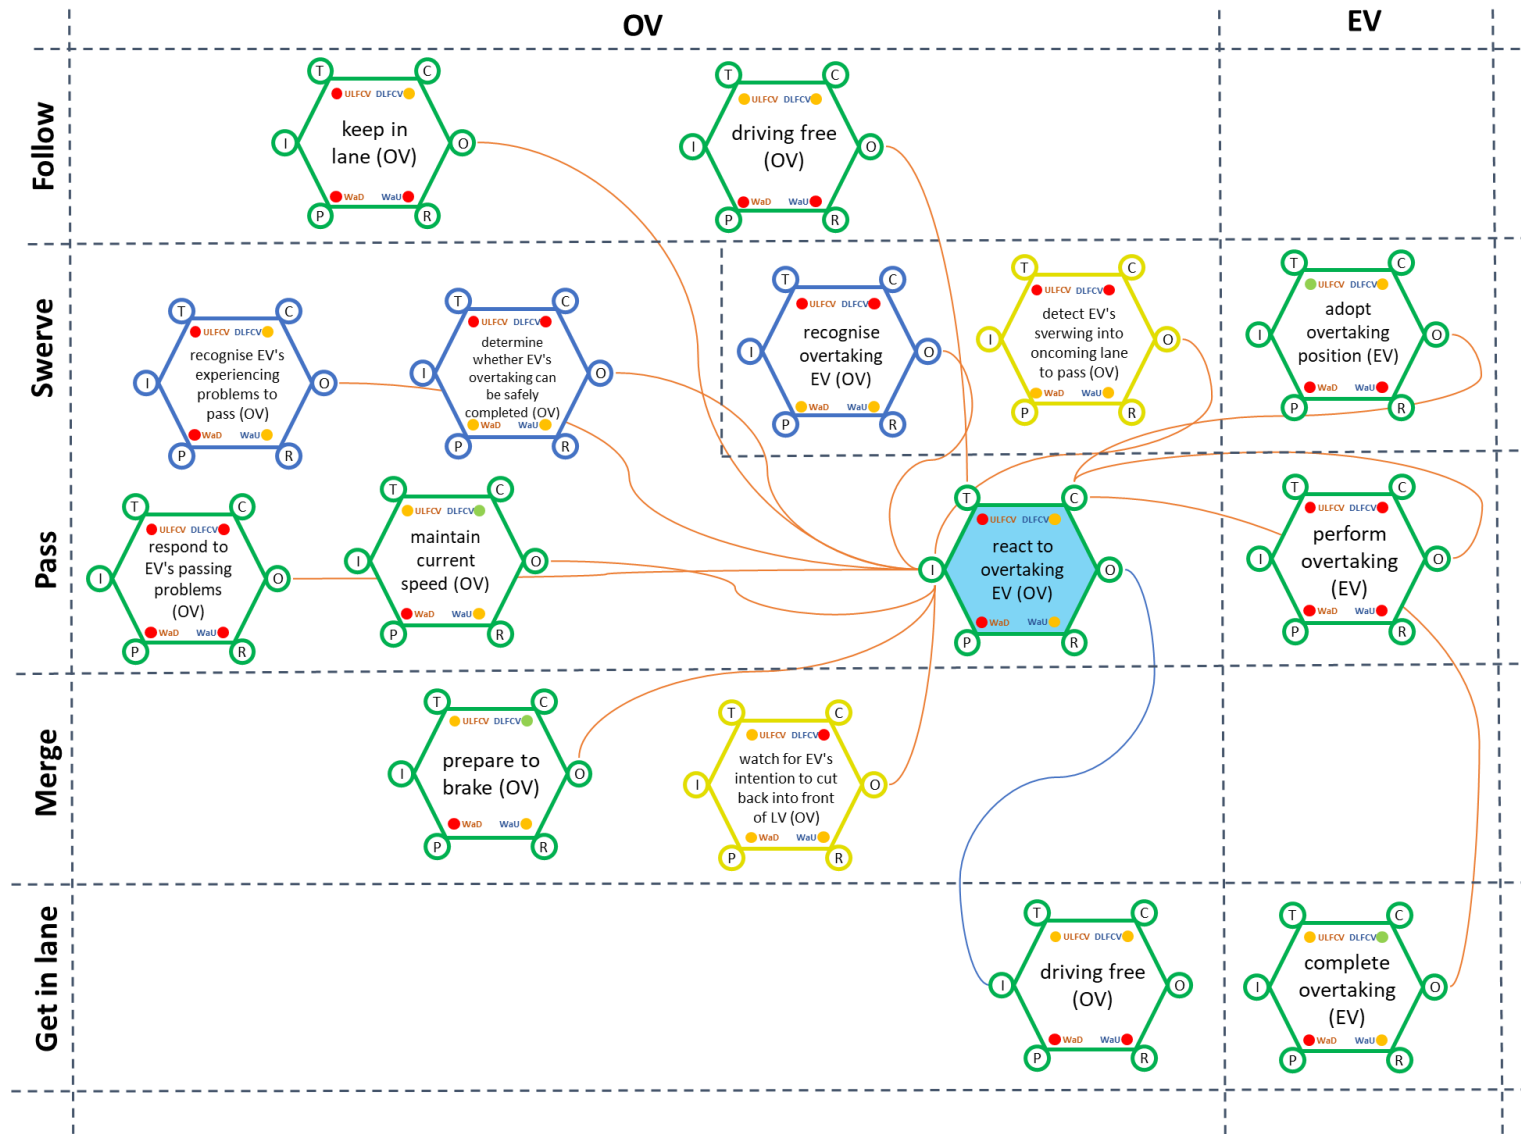 OV
EV
Follow
T
C
ULFCV DLFCV
keep in
lane (OV)
I
O
WaD WaU
P
R
T
C
ULFCV DLFCV
driving free
(OV)
I
O
WaD WaU
P
R
Swerve
T
C
ULFCV DLFCV
recognise EV's
experiencing
problems to
pass (OV)
I
O
WaD WaU
P
R
T
C
ULFCV DLFCV
determine
whether EV's
overtaking can
be safely
completed (OV)
I
O
WaD WaU
P
R
T
C
ULFCV DLFCV
recognise
overtaking
EV (OV)
I
O
WaD WaU
P
R
T
C
ULFCV DLFCV
detect EV's
sverwing into
oncoming lane
to pass (OV)
I
O
WaD WaU
P
R
T
C
ULFCV DLFCV
adopt
overtaking
position (EV)
I
O
WaD WaU
P
R
Pass
T
C
ULFCV DLFCV
respond to
EV's passing
problems
(OV)
I
O
WaD WaU
P
R
T
C
ULFCV DLFCV
maintain
current
speed (OV)
I
O
WaD WaU
P
R
T
C
ULFCV DLFCV
react to
overtaking
EV (OV)
I
O
WaD WaU
P
R
T
C
ULFCV DLFCV
perform
overtaking
(EV)
I
O
WaD WaU
P
R
Merge
T
C
ULFCV DLFCV
prepare to
brake (OV)
I
O
WaD WaU
P
R
T
C
ULFCV DLFCV
watch for EV's
intention to cut
back into front
of LV (OV)
I
O
WaD WaU
P
R
Get in lane
T
C
ULFCV DLFCV
driving free
(OV)
I
O
WaD WaU
P
R
T
C
ULFCV DLFCV
complete
overtaking
(EV)
I
O
WaD WaU
P
R